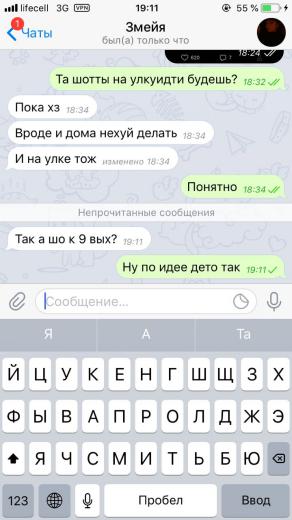 lifecell 3G VPN 19:11 55 %
1
Чаты
Змейя
был(а) только что
620 7 18:24
Та шотты на улкуидти будешь? 18:32
Пока хз 18:34
Вроде и дома нехуй делать 18:34
И на улке тож изменено 18:34
Понятно 18:34
Непрочитанные сообщения
Так а шо к 9 вых? 19:11
Ну по идее дето так 19:11
Сообщение...
Я А Та
Й Ц У К Е Н Г Ш Щ З Х
Ф Ы В А П Р О Л Д Ж Э
Я Ч С М И Т Ь Б Ю
123 Пробел Ввод